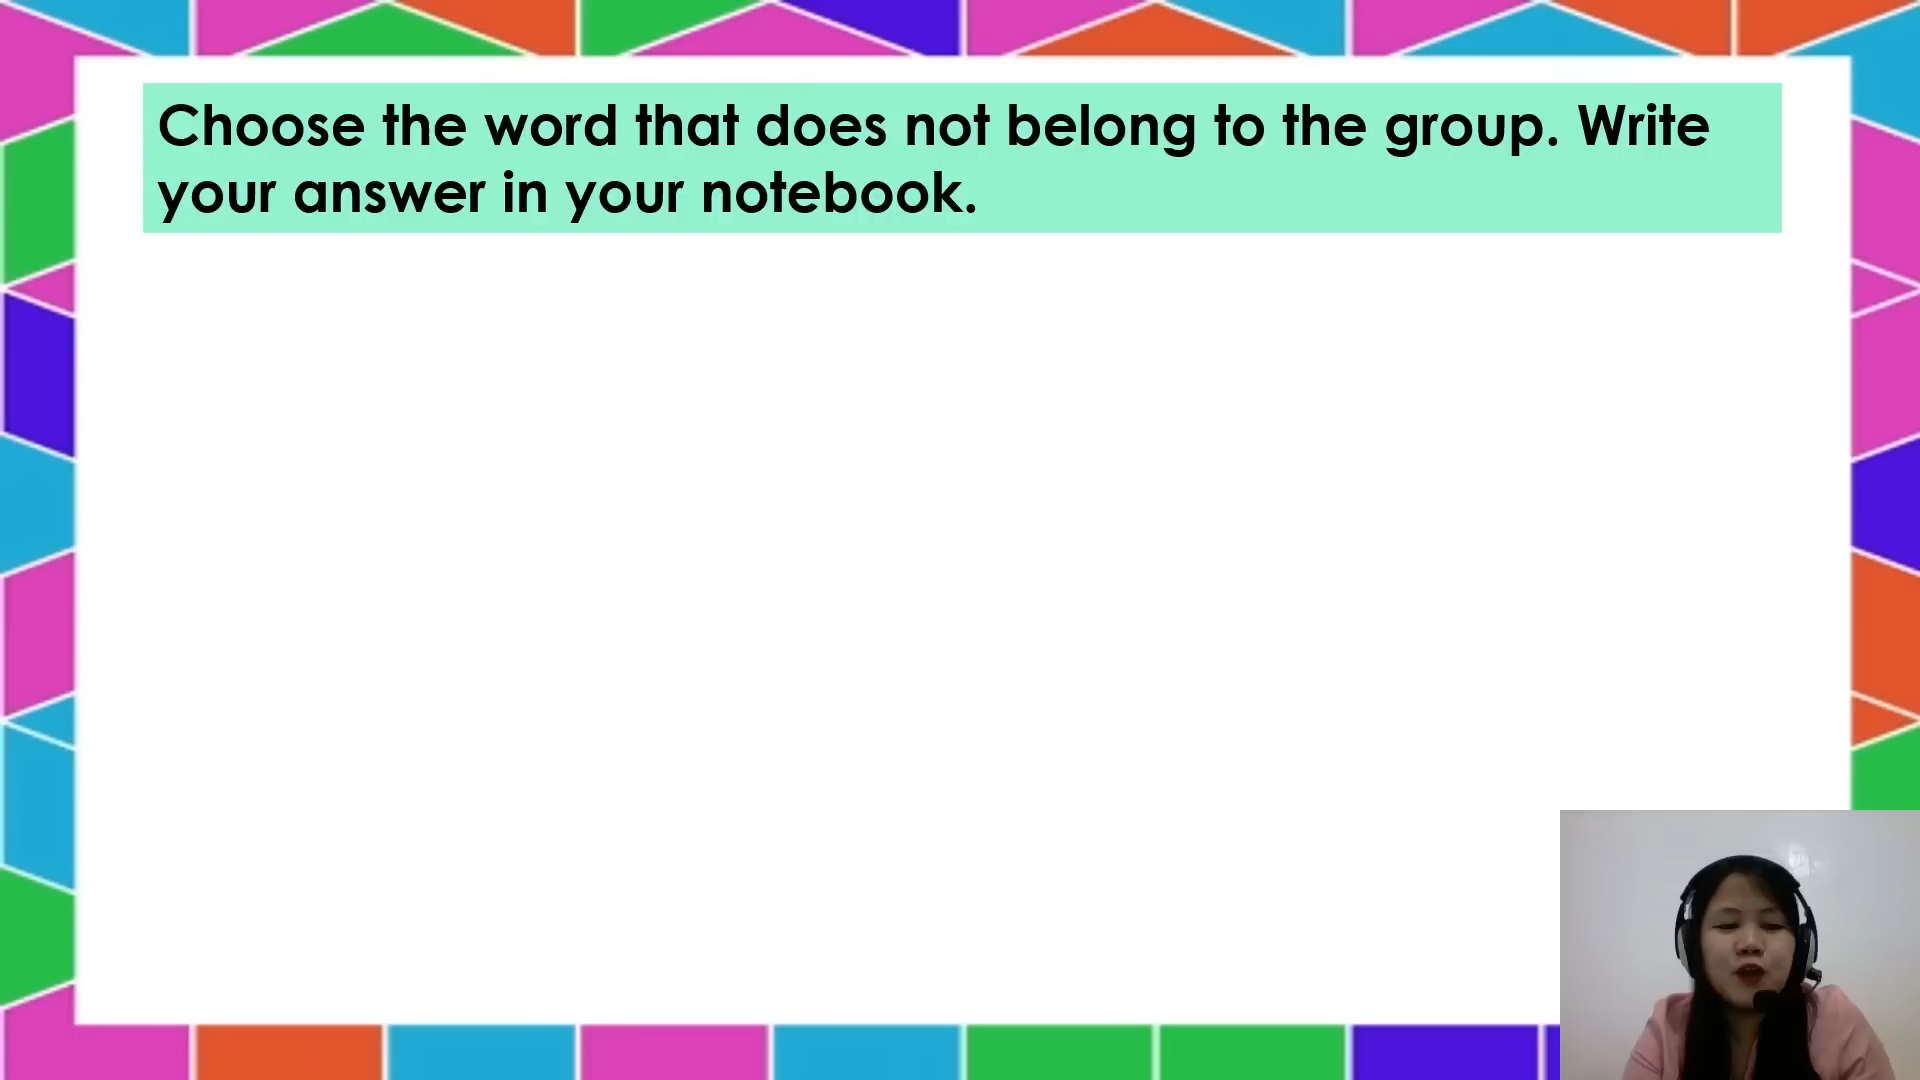 Choose the word that does not belong to the group. Write
your answer in your notebook.